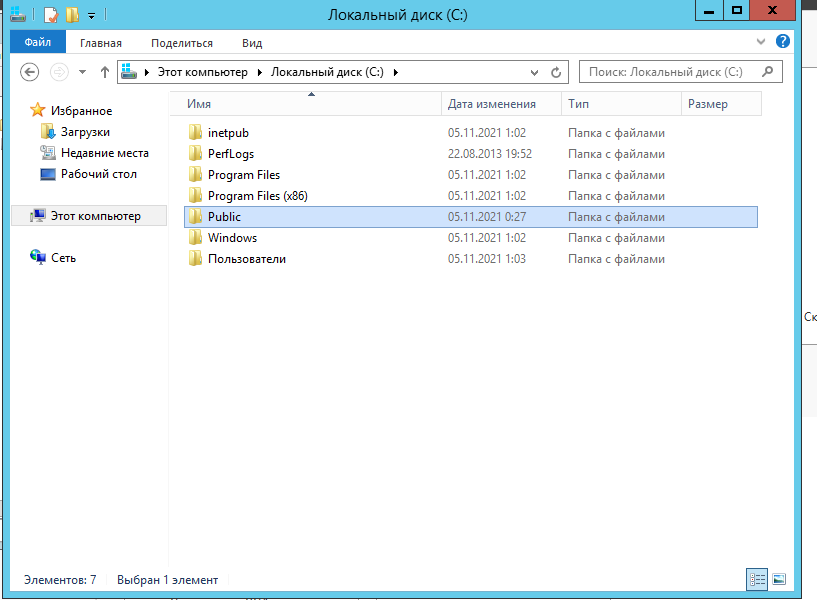 Локальный диск (C:)
Файл Главная Поделиться Вид
Этот компьютер Локальный диск (C:) Поиск: Локальный диск (C:)
Имя Дата изменения Тип Размер
Избранное
Загрузки
Недавние места
Рабочий стол
Этот компьютер
Сеть
inetpub 05.11.2021 1:02 Папка с файлами
PerfLogs 22.08.2013 19:52 Папка с файлами
Program Files 05.11.2021 1:02 Папка с файлами
Program Files (x86) 05.11.2021 1:02 Папка с файлами
Public 05.11.2021 0:27 Папка с файлами
Windows 05.11.2021 1:02 Папка с файлами
Пользователи 05.11.2021 1:03 Папка с файлами
Ск
Элементов: 7 Выбран 1 элемент